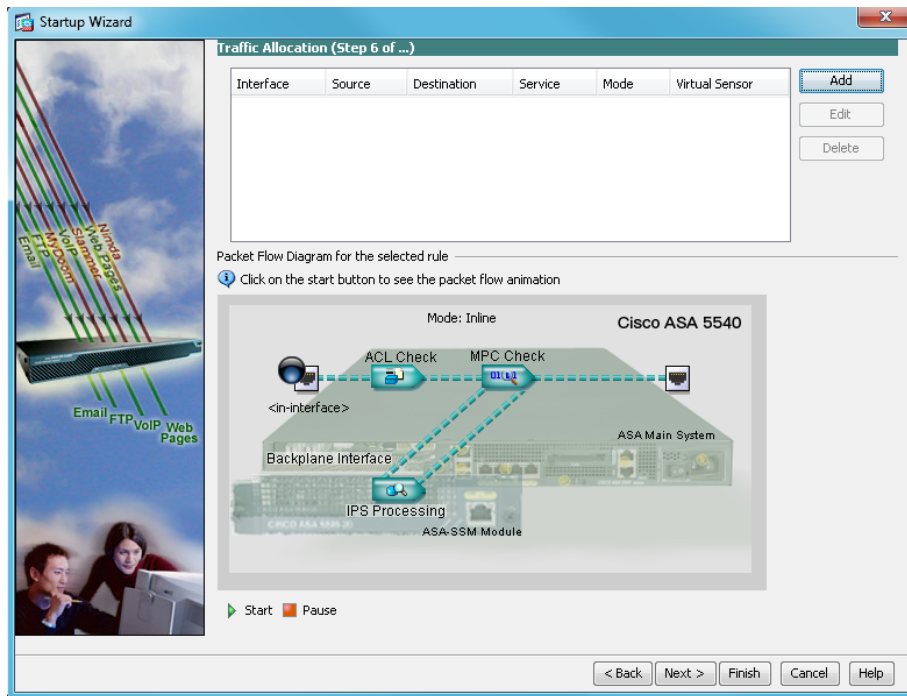 Startup Wizard
Traffic Allocation (Step 6 of ...)
Interface Source Destination Service Mode Virtual Sensor
Add
Edit
Delete
Nimda
Web Pages
Slammer
VoIP
MyDoom
FTP
Email
Email FTP VoIP Web Pages
Packet Flow Diagram for the selected rule
Click on the start button to see the packet flow animation
Mode: Inline
Cisco ASA 5540
ACL Check
MPC Check
<in-interface>
ASA Main System
Backplane Interface
IPS Processing
ASA-SSM Module
Start Pause
< Back Next > Finish Cancel Help